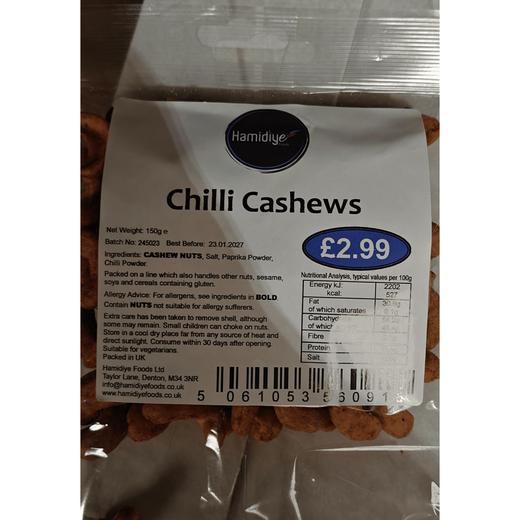 Hamidiye
Chilli Cashews
Net Weight: 150g e
Batch No: 245023 Best Before: 23.01.2027
Ingredients: CASHEW NUTS, Salt, Paprika Powder,
Chilli Powder.
Packed on a line which also handles other nuts, sesame,
soya and cereals containing gluten.
Allergy Advice: For allergens, see ingredients in BOLD
Contain NUTS not suitable for allergy sufferers.
Extra care has been taken to remove shell, although
some may remain. Small children can choke on nuts.
Store in a cool dry place far from any source of heat and
direct sunlight. Consume within 30 days after opening
Suitable for vegetarians.
Packed in UK
Hamidiye Foods Ltd
Taylor Lane, Denton, M34 3NR
info@hamidiyefoods.co.uk
www.hamidiyefoods.co.uk
£2.99
Nutritional Analysis, typical values per 100g
Energy kJ: 2202
kcal: 527
Fat
of which saturates
Carbohyd
of which
Fibre
Protein
Salt
5 061053 56091